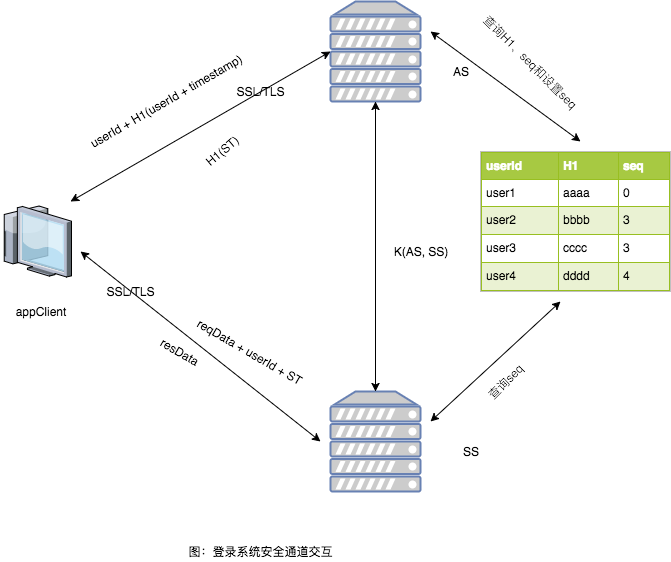 查询H1、seq和设置seq
AS
userId + H1(userId + timestamp)
SSL/TLS
H1(ST)
userId H1 seq
user1 aaaa 0
user2 bbbb 3
user3 cccc 3
user4 dddd 4
K(AS, SS)
appClient
SSL/TLS
reqData + userId + ST
resData
查询seq
SS
图：登录系统安全通道交互